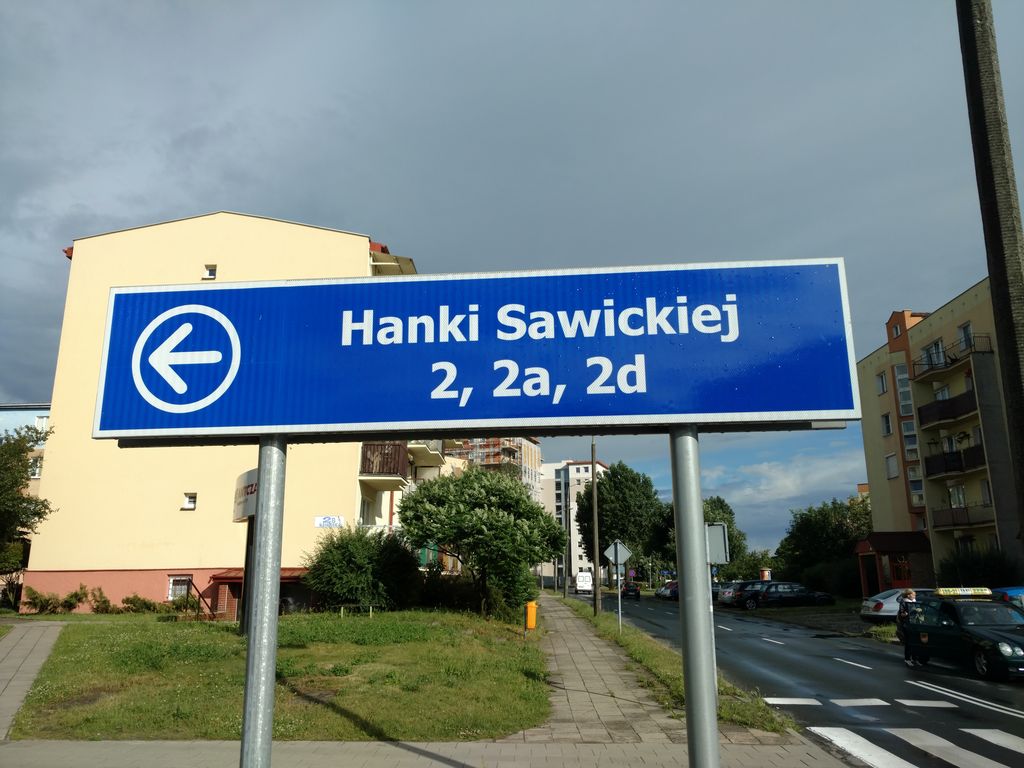 Hanki Sawickiej
2, 2a, 2d